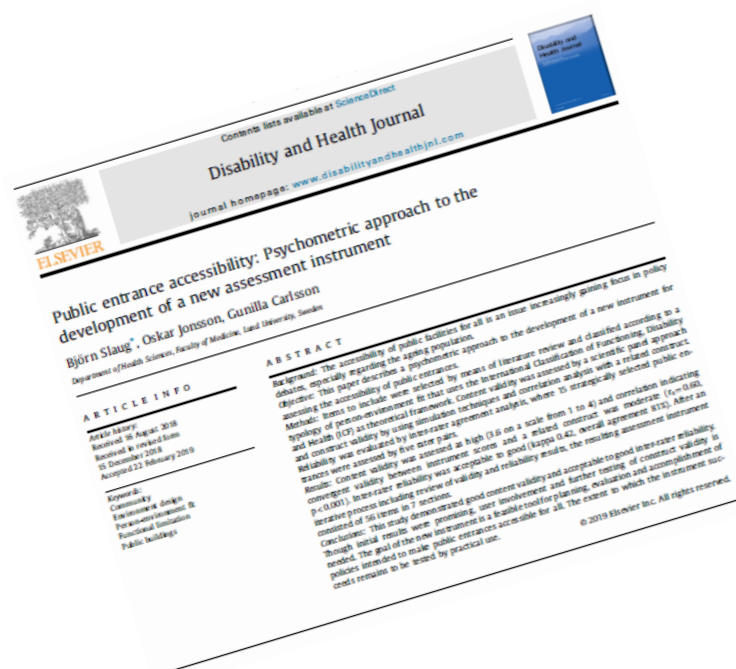 Contents lists available at ScienceDirect
Disability and Health Journal
journal homepage: www.disabilityandhealthjnl.com
Disability and
Health Journal
ELSEVIER
Public entrance accessibility: Psychometric approach to the
development of a new assessment instrument
Björn Slaug*, Oskar Jonsson, Gunilla Carlsson
Department of Health Sciences, Faculty of Medicine, Lund University, Sweden
ARTICLE INFO
Article history:
Received 16 August 2018
Received in revised form
15 December 2018
Accepted 22 February 2019
Keywords:
Community
Environment design
Person-environment fit
Functional limitation
Public buildings
ABSTRACT
Background: The accessibility of public facilities for all is an issue increasingly gaining focus in policy
debates, especially regarding the ageing population.
Objective: This paper describes a psychometric approach to the development of a new instrument for
assessing the accessibility of public entrances.
Methods: Items to include were selected by means of literature review and classified according to a
typology of person-environment fit that uses the International Classification of Functioning, Disability
and Health (ICF) as theoretical framework. Content validity was assessed by a scientific panel approach
and construct validity by using simulation techniques and correlation analysis with a related construct.
Reliability was evaluated by inter-rater agreement analysis, where 15 strategically selected public en-
trances were assessed by five rater pairs.
Results: Content validity was assessed as high (3.6 on a scale from 1 to 4) and correlation indicating
convergent validity between instrument scores and a related construct was moderate (rs = 0.60,
p < 0.001). Inter-rater reliability was acceptable to good (kappa 0.42, overall agreement 81%). After an
iterative process including review of validity and reliability results, the resulting assessment instrument
consisted of 56 items in 7 sections.
Conclusions: This study demonstrated good content validity and acceptable to good inter-rater reliability.
Though initial results were promising, user involvement and further testing of construct validity is
needed. The goal of the new instrument is a feasible tool for planning, evaluation and accomplishment of
policies intended to make public entrances accessible for all. The extent to which the instrument suc-
ceeds remains to be tested by practical use.
© 2019 Elsevier Inc. All rights reserved.